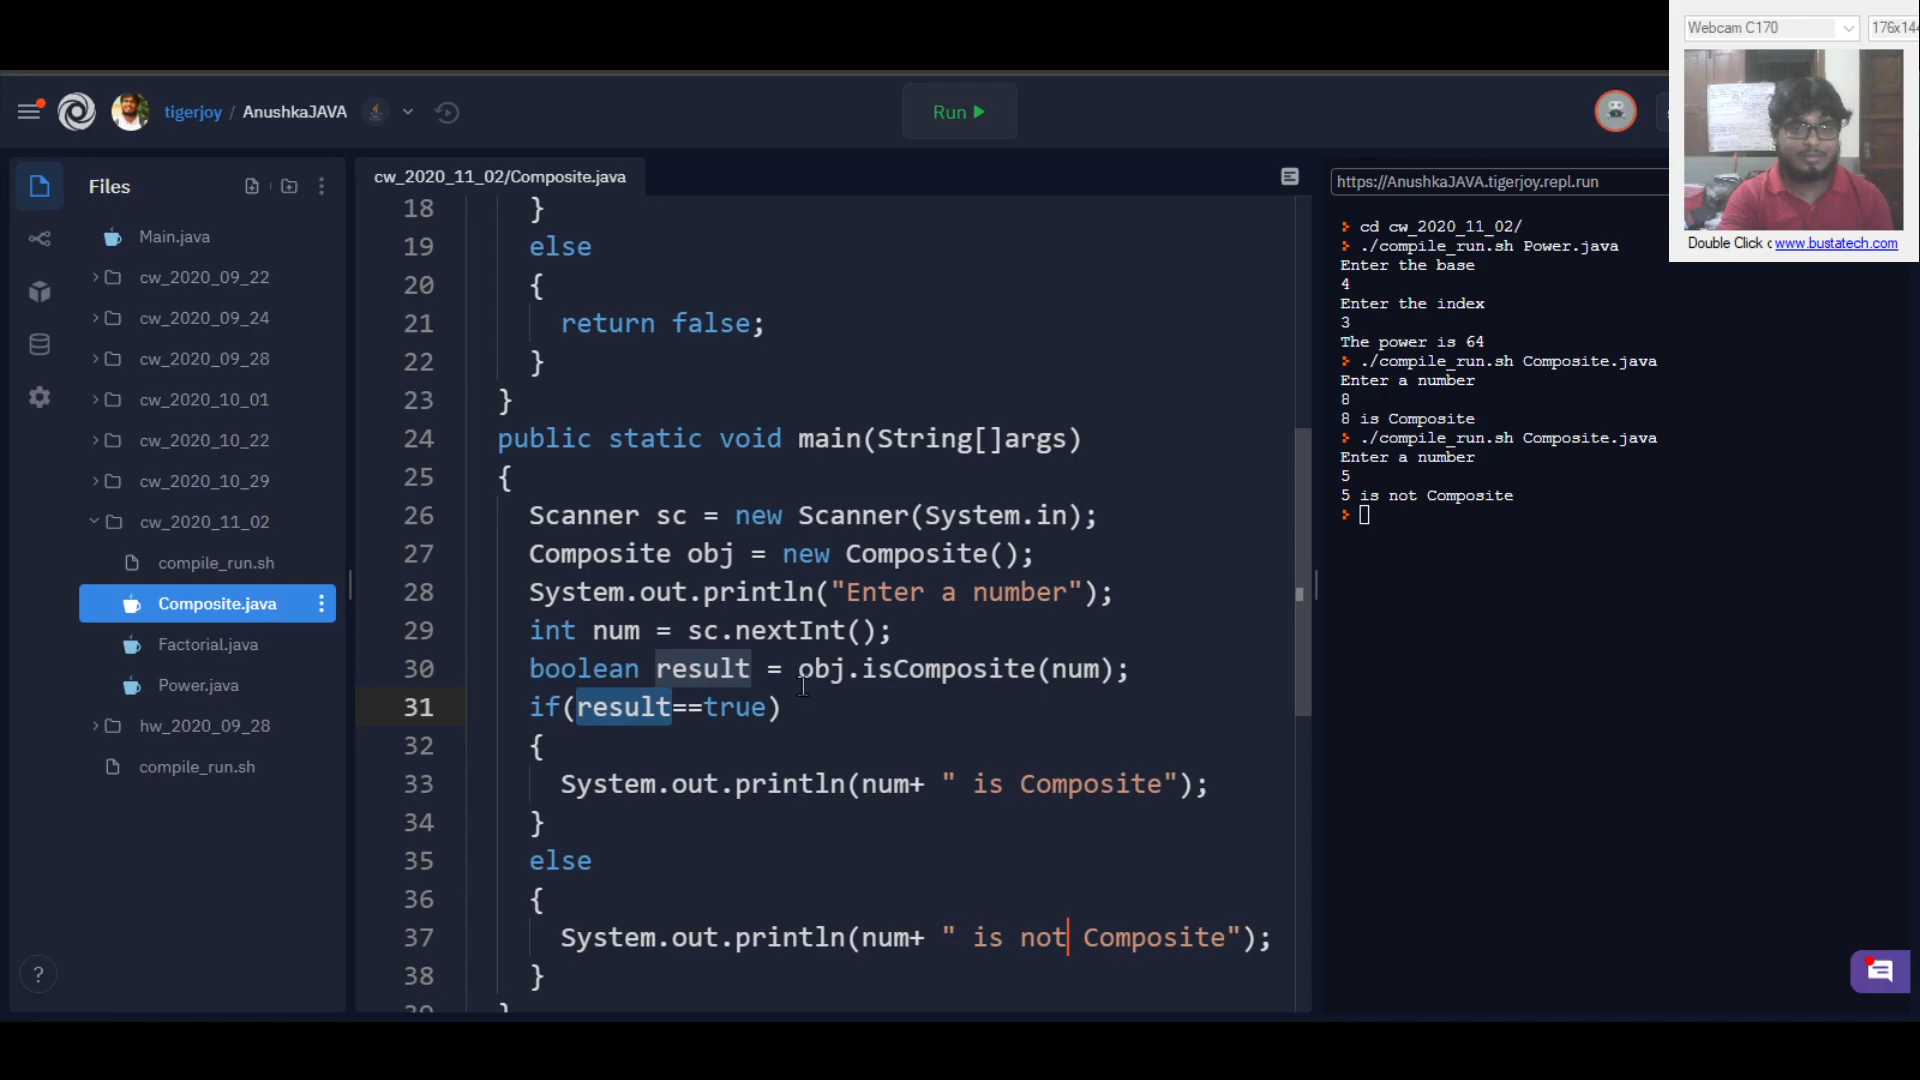 Webcam C170
176x144
tigerjoy / AnushkaJAVA
Run
Files
Main.java
cw_2020_09_22
cw_2020_09_24
cw_2020_09_28
cw_2020_10_01
cw_2020_10_22
cw_2020_10_29
cw_2020_11_02
compile_run.sh
Composite.java
Factorial.java
Power.java
hw_2020_09_28
compile_run.sh
?
cw_2020_11_02/Composite.java
18 }
19 else
20 {
21 return false;
22 }
23 }
24 public static void main(String[]args)
25 {
26 Scanner sc = new Scanner(System.in);
27 Composite obj = new Composite();
28 System.out.println("Enter a number");
29 int num = sc.nextInt();
30 boolean result = obj.isComposite(num);
31 if(result==true)
32 {
33 System.out.println(num+ " is Composite");
34 }
35 else
36 {
37 System.out.println(num+ " is not Composite");
38 }
39 }
https://AnushkaJAVA.tigerjoy.repl.run
cd cw_2020_11_02/
./compile_run.sh Power.java
Enter the base
4
Enter the index
3
The power is 64
./compile_run.sh Composite.java
Enter a number
8
8 is Composite
./compile_run.sh Composite.java
Enter a number
5
5 is not Composite
Double Click www.bustatech.com